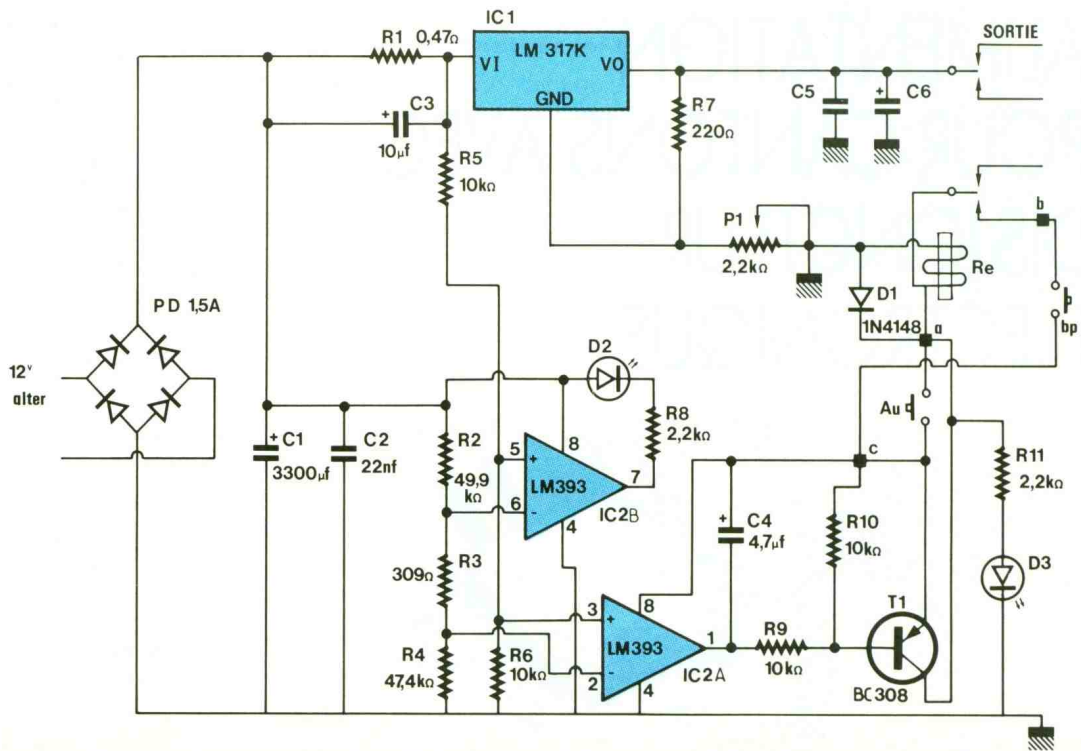 IC1
R1 0,47Ω
LM 317K
VI
VO
GND
SORTIE
C3
+
10µf
R5
10kΩ
R7
220Ω
C5
+ C6
P1
2,2kΩ
D1
1N4148
Re
b
a
bp
PD 1,5A
12v
alter
D2
R8
2,2kΩ
+ C1
3300µf
C2
22nf
R2
49,9
kΩ
5 +
6 -
8
7
4
LM393
IC2B
Au
c
R11
2,2kΩ
+
C4
4,7µf
R10
10kΩ
D3
R3
309Ω
R4
47,4kΩ
R6
10kΩ
3 +
2 -
8
1
4
LM393
IC2A
R9
10kΩ
T1
BC308